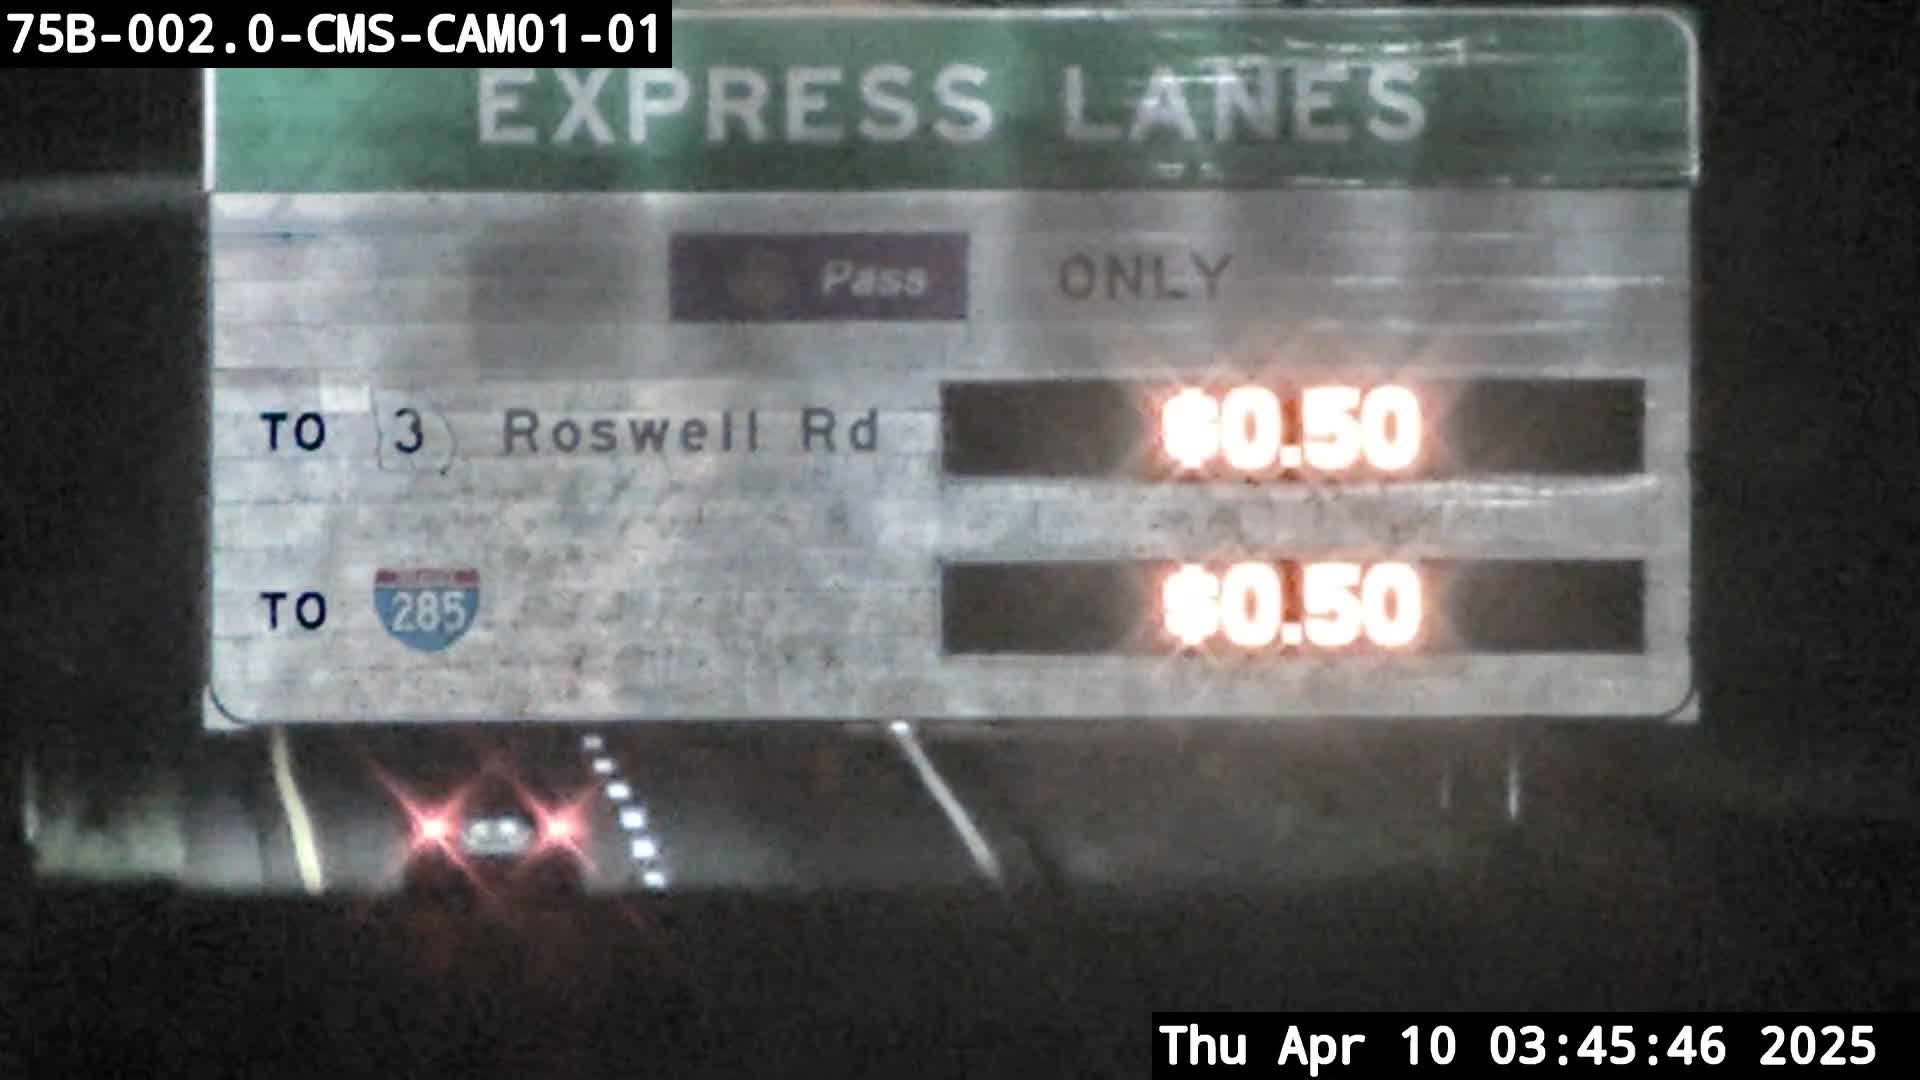 75B-002.0-CMS-CAM01-01
EXPRESS LANES
Pass ONLY
TO 3 Roswell Rd $0.50
TO 285 $0.50
Thu Apr 10 03:45:46 2025